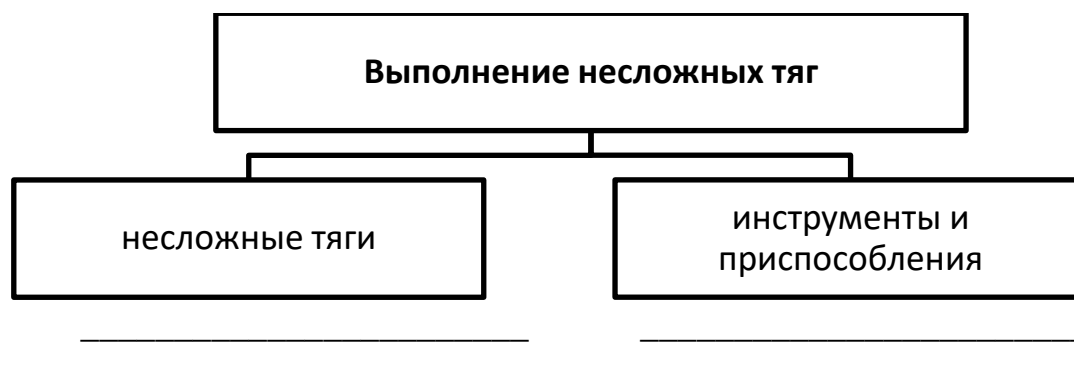 Выполнение несложных тяг
несложные тяги
инструменты и
приспособления